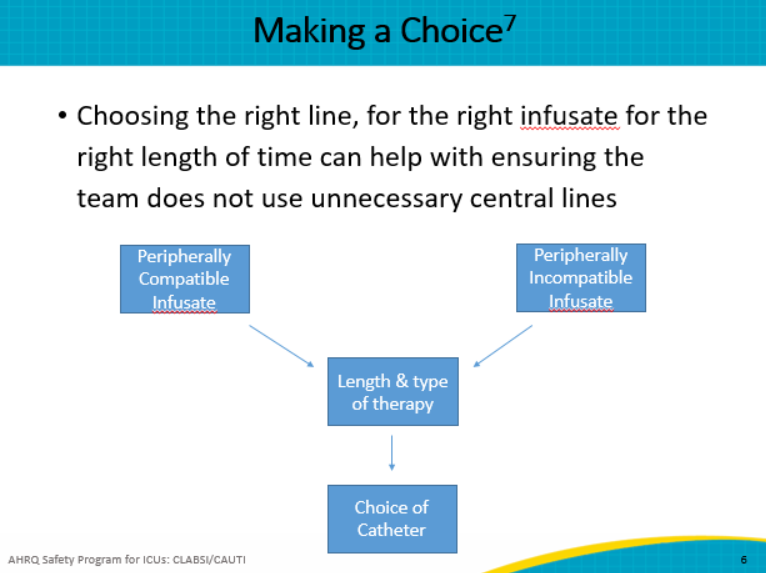 Making a Choice7
• Choosing the right line, for the right infusate for the
right length of time can help with ensuring the
team does not use unnecessary central lines
Peripherally
Compatible
Infusate
Peripherally
Incompatible
Infusate
Length & type
of therapy
Choice of
Catheter
AHRQ Safety Program for ICUs: CLABSI/CAUTI
6